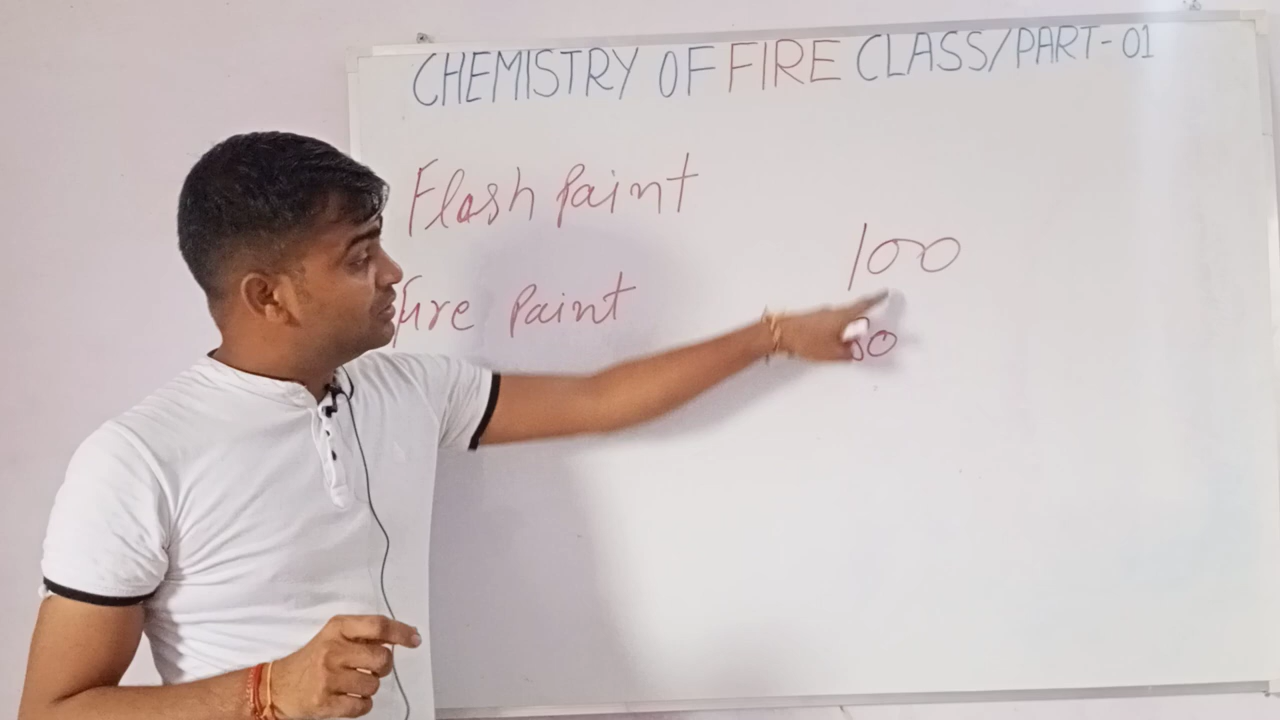 CHEMISTRY OF FIRE CLASS/PART-01
Flash Paint
Fire Paint
100